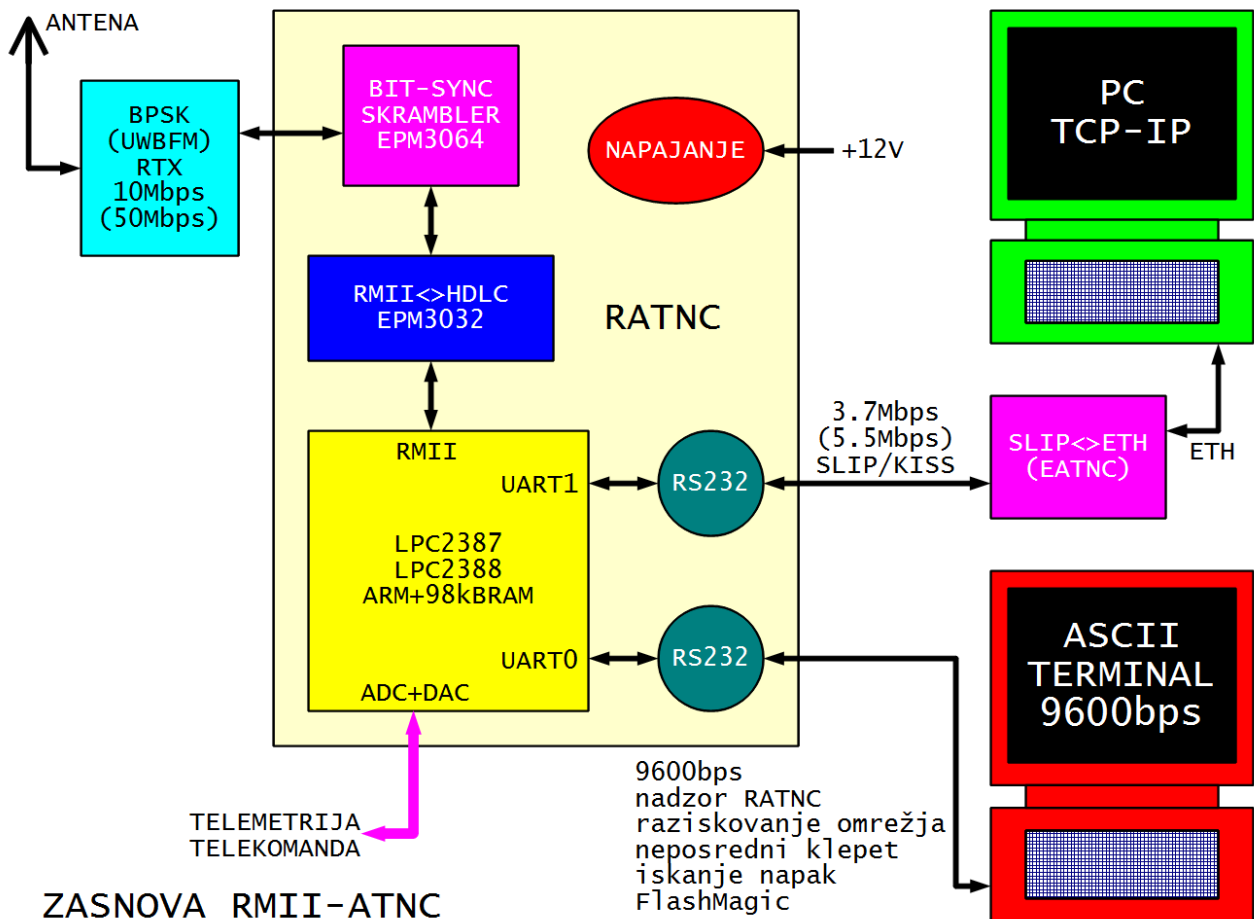 ANTENA
BPSK
(UWBFM)
RTX
10Mbps
(50Mbps)
BIT-SYNC
SKRAMBLER
EPM3064
NAPAJANJE
+12V
PC
TCP-IP
RMII<>HDLC
EPM3032
RATNC
RMII
UART1
LPC2387
LPC2388
ARM+98kBRAM
UART0
ADC+DAC
RS232
3.7Mbps
(5.5Mbps)
SLIP/KISS
SLIP<>ETH
(EATNC)
ETH
RS232
ASCII
TERMINAL
9600bps
TELEMETRIJA
TELEKOMANDA
9600bps
nadzor RATNC
raziskovanje omrežja
neposredni klepet
iskanje napak
FlashMagic
ZASNOVA RMII-ATNC